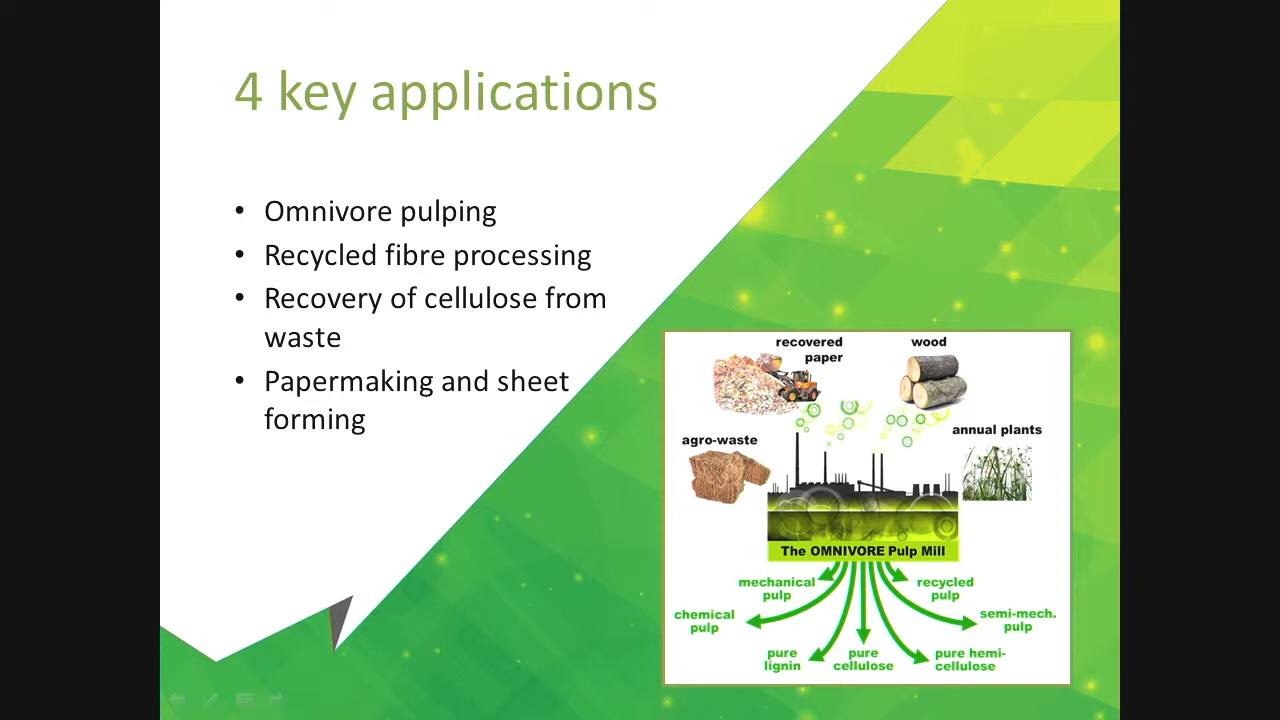 4 key applications
• Omnivore pulping
• Recycled fibre processing
• Recovery of cellulose from
waste
• Papermaking and sheet
forming
recovered
paper
wood
agro-waste
annual plants
The OMNIVORE Pulp Mill
mechanical
pulp
recycled
pulp
chemical
pulp
semi-mech.
pulp
pure
lignin
pure
cellulose
pure hemi-
cellulose